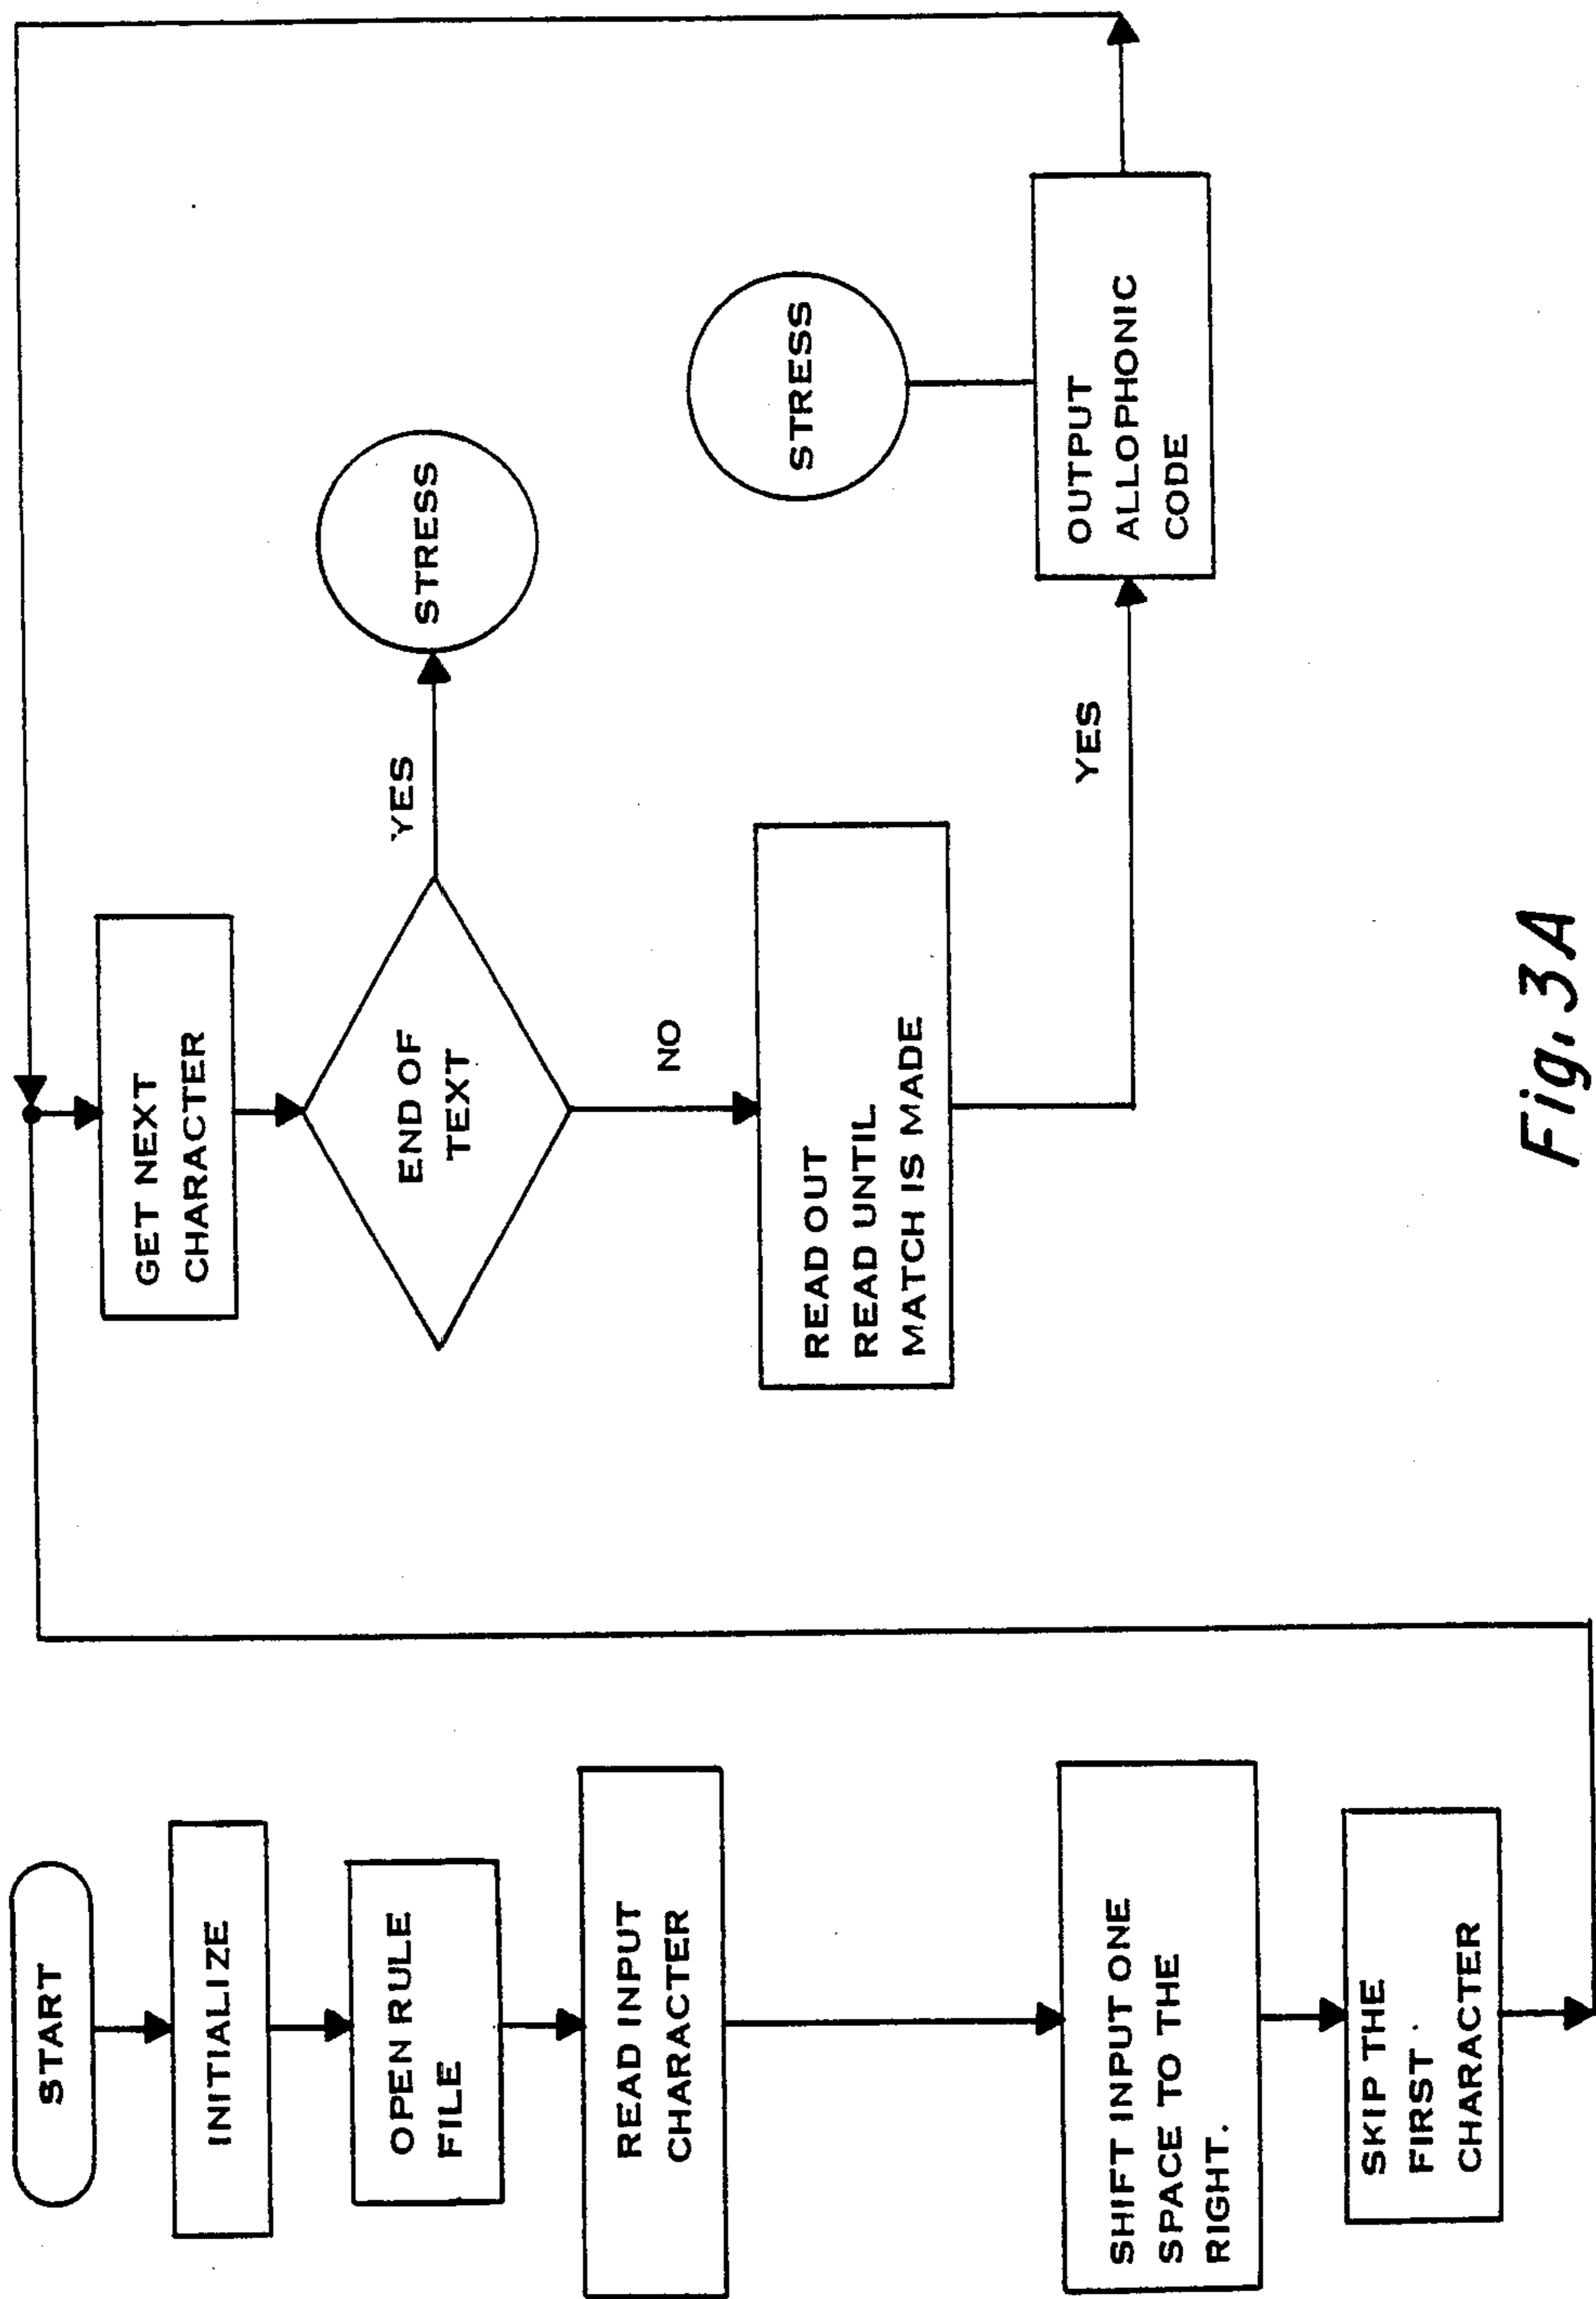 START
INITIALIZE
OPEN RULE
FILE
READ INPUT
CHARACTER
SHIFT INPUT ONE
SPACE TO THE
RIGHT.
SKIP THE
FIRST
CHARACTER
GET NEXT
CHARACTER
END OF
TEXT
YES
STRESS
NO
READ OUT
READ UNTIL
MATCH IS MADE
YES
STRESS
OUTPUT
ALLOPHONIC
CODE
Fig. 3A